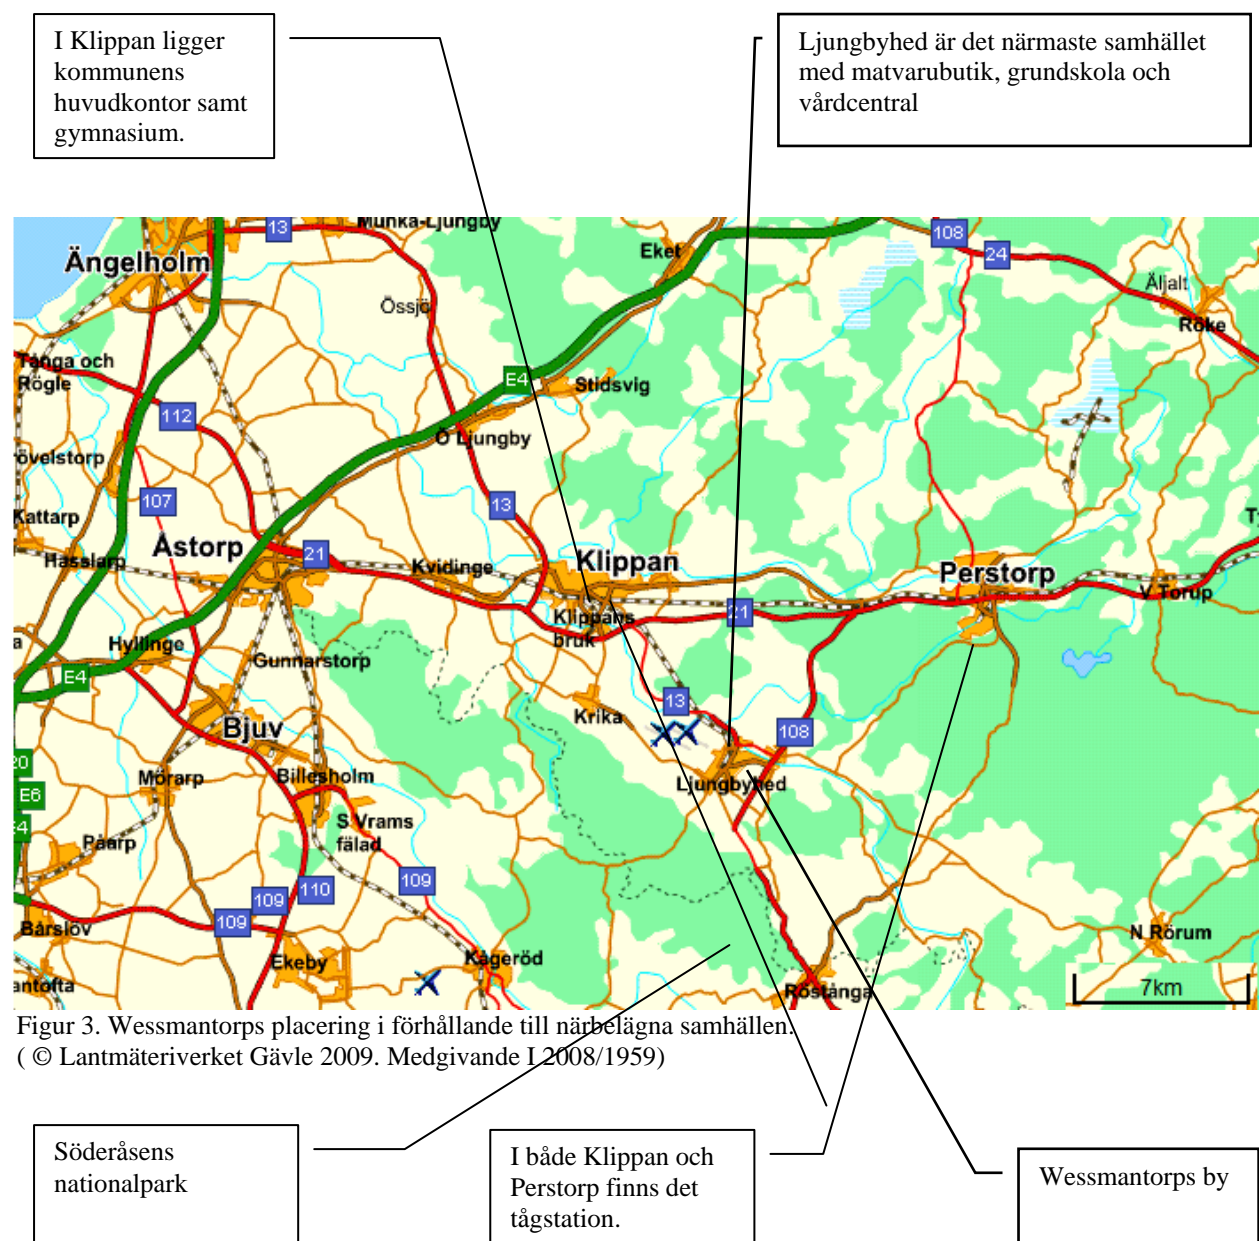 I Klippan ligger
kommunens
huvudkontor samt
gymnasium.
Ljungbyhed är det närmaste samhället
med matvarubutik, grundskola och
vårdcentral
13
Munka-Ljungby
Ängelholm
Össjö
Eket
108
24
Äljalt
Röke
Tånga och
Rögle
E4
Stidsvig
112
Ö Ljungby
övelstorp
107
13
Kattarp
Hasslarp
Åstorp
21
Kvidinge
Klippan
Perstorp
V Torup
Ty
Klippans
bruk
21
a
Hyllinge
Gunnarstorp
E4
13
Krika
108
Bjuv
20
Mörarp
Billesholm
Ljungbyhed
E6
E4
S Vrams
fälad
Påarp
109
110
109
109
Bårslöv
Ekeby
Kågeröd
N Rörum
antofta
Röstånga
7km
Figur 3. Wessmantorps placering i förhållande till närbelägna samhällen.
( © Lantmäteriverket Gävle 2009. Medgivande I 2008/1959)
Söderåsens
nationalpark
I både Klippan och
Perstorp finns det
tågstation.
Wessmantorps by